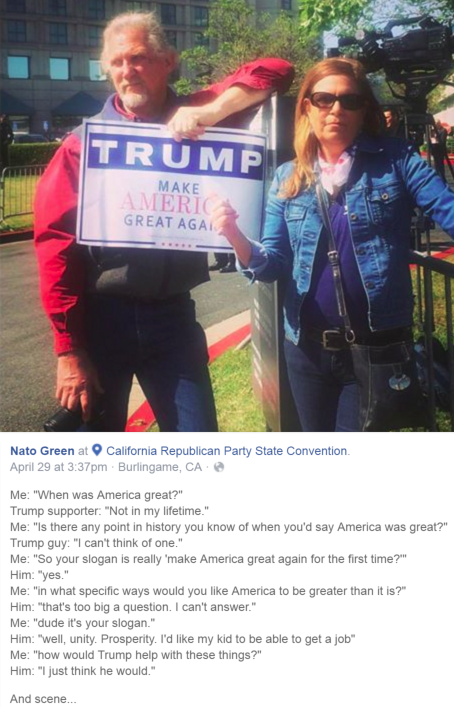 TRUMP
MAKE
AMERIC
GREAT AGAI
Nato Green at California Republican Party State Convention.
April 29 at 3:37pm · Burlingame, CA ·
Me: "When was America great?"
Trump supporter: "Not in my lifetime."
Me: "Is there any point in history you know of when you'd say America was great?"
Trump guy: "I can't think of one."
Me: "So your slogan is really 'make America great again for the first time?'"
Him: "yes."
Me: "in what specific ways would you like America to be greater than it is?"
Him: "that's too big a question. I can't answer."
Me: "dude it's your slogan."
Him: "well, unity. Prosperity. I'd like my kid to be able to get a job"
Me: "how would Trump help with these things?"
Him: "I just think he would."
And scene...